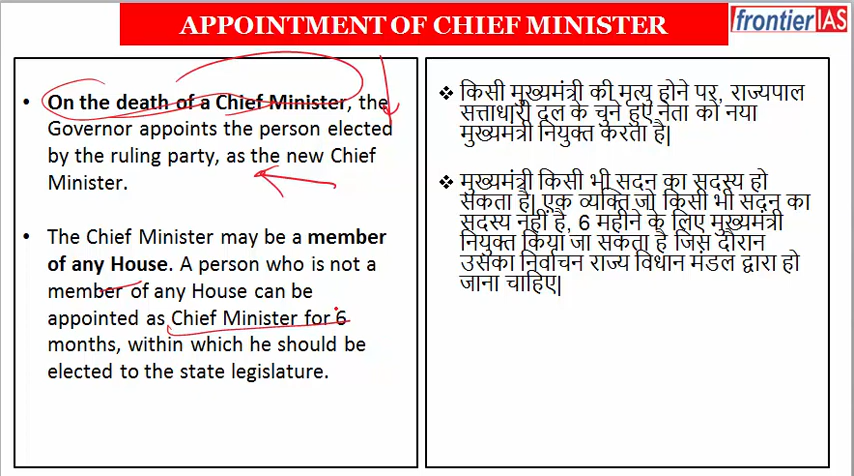 APPOINTMENT OF CHIEF MINISTER
frontier IAS
• On the death of a Chief Minister, the
Governor appoints the person elected
by the ruling party, as the new Chief
Minister.
• The Chief Minister may be a member
of any House. A person who is not a
member of any House can be
appointed as Chief Minister for 6
months, within which he should be
elected to the state legislature.
❖ किसी मुख्यमंत्री की मृत्यु होने पर, राज्यपाल
सत्ताधारी दल के चुने हुए नेता को नया
मुख्यमंत्री नियुक्त करता है|
❖ मुख्यमंत्री किसी भी सदन का सदस्य हो
सकता है| एक व्यक्ति जो किसी भी सदन का
सदस्य नहीं है, 6 महीने के लिए मुख्यमंत्री
नियुक्त किया जा सकता है जिस दौरान
उसका निर्वाचन राज्य विधान मंडल द्वारा हो
जाना चाहिए|